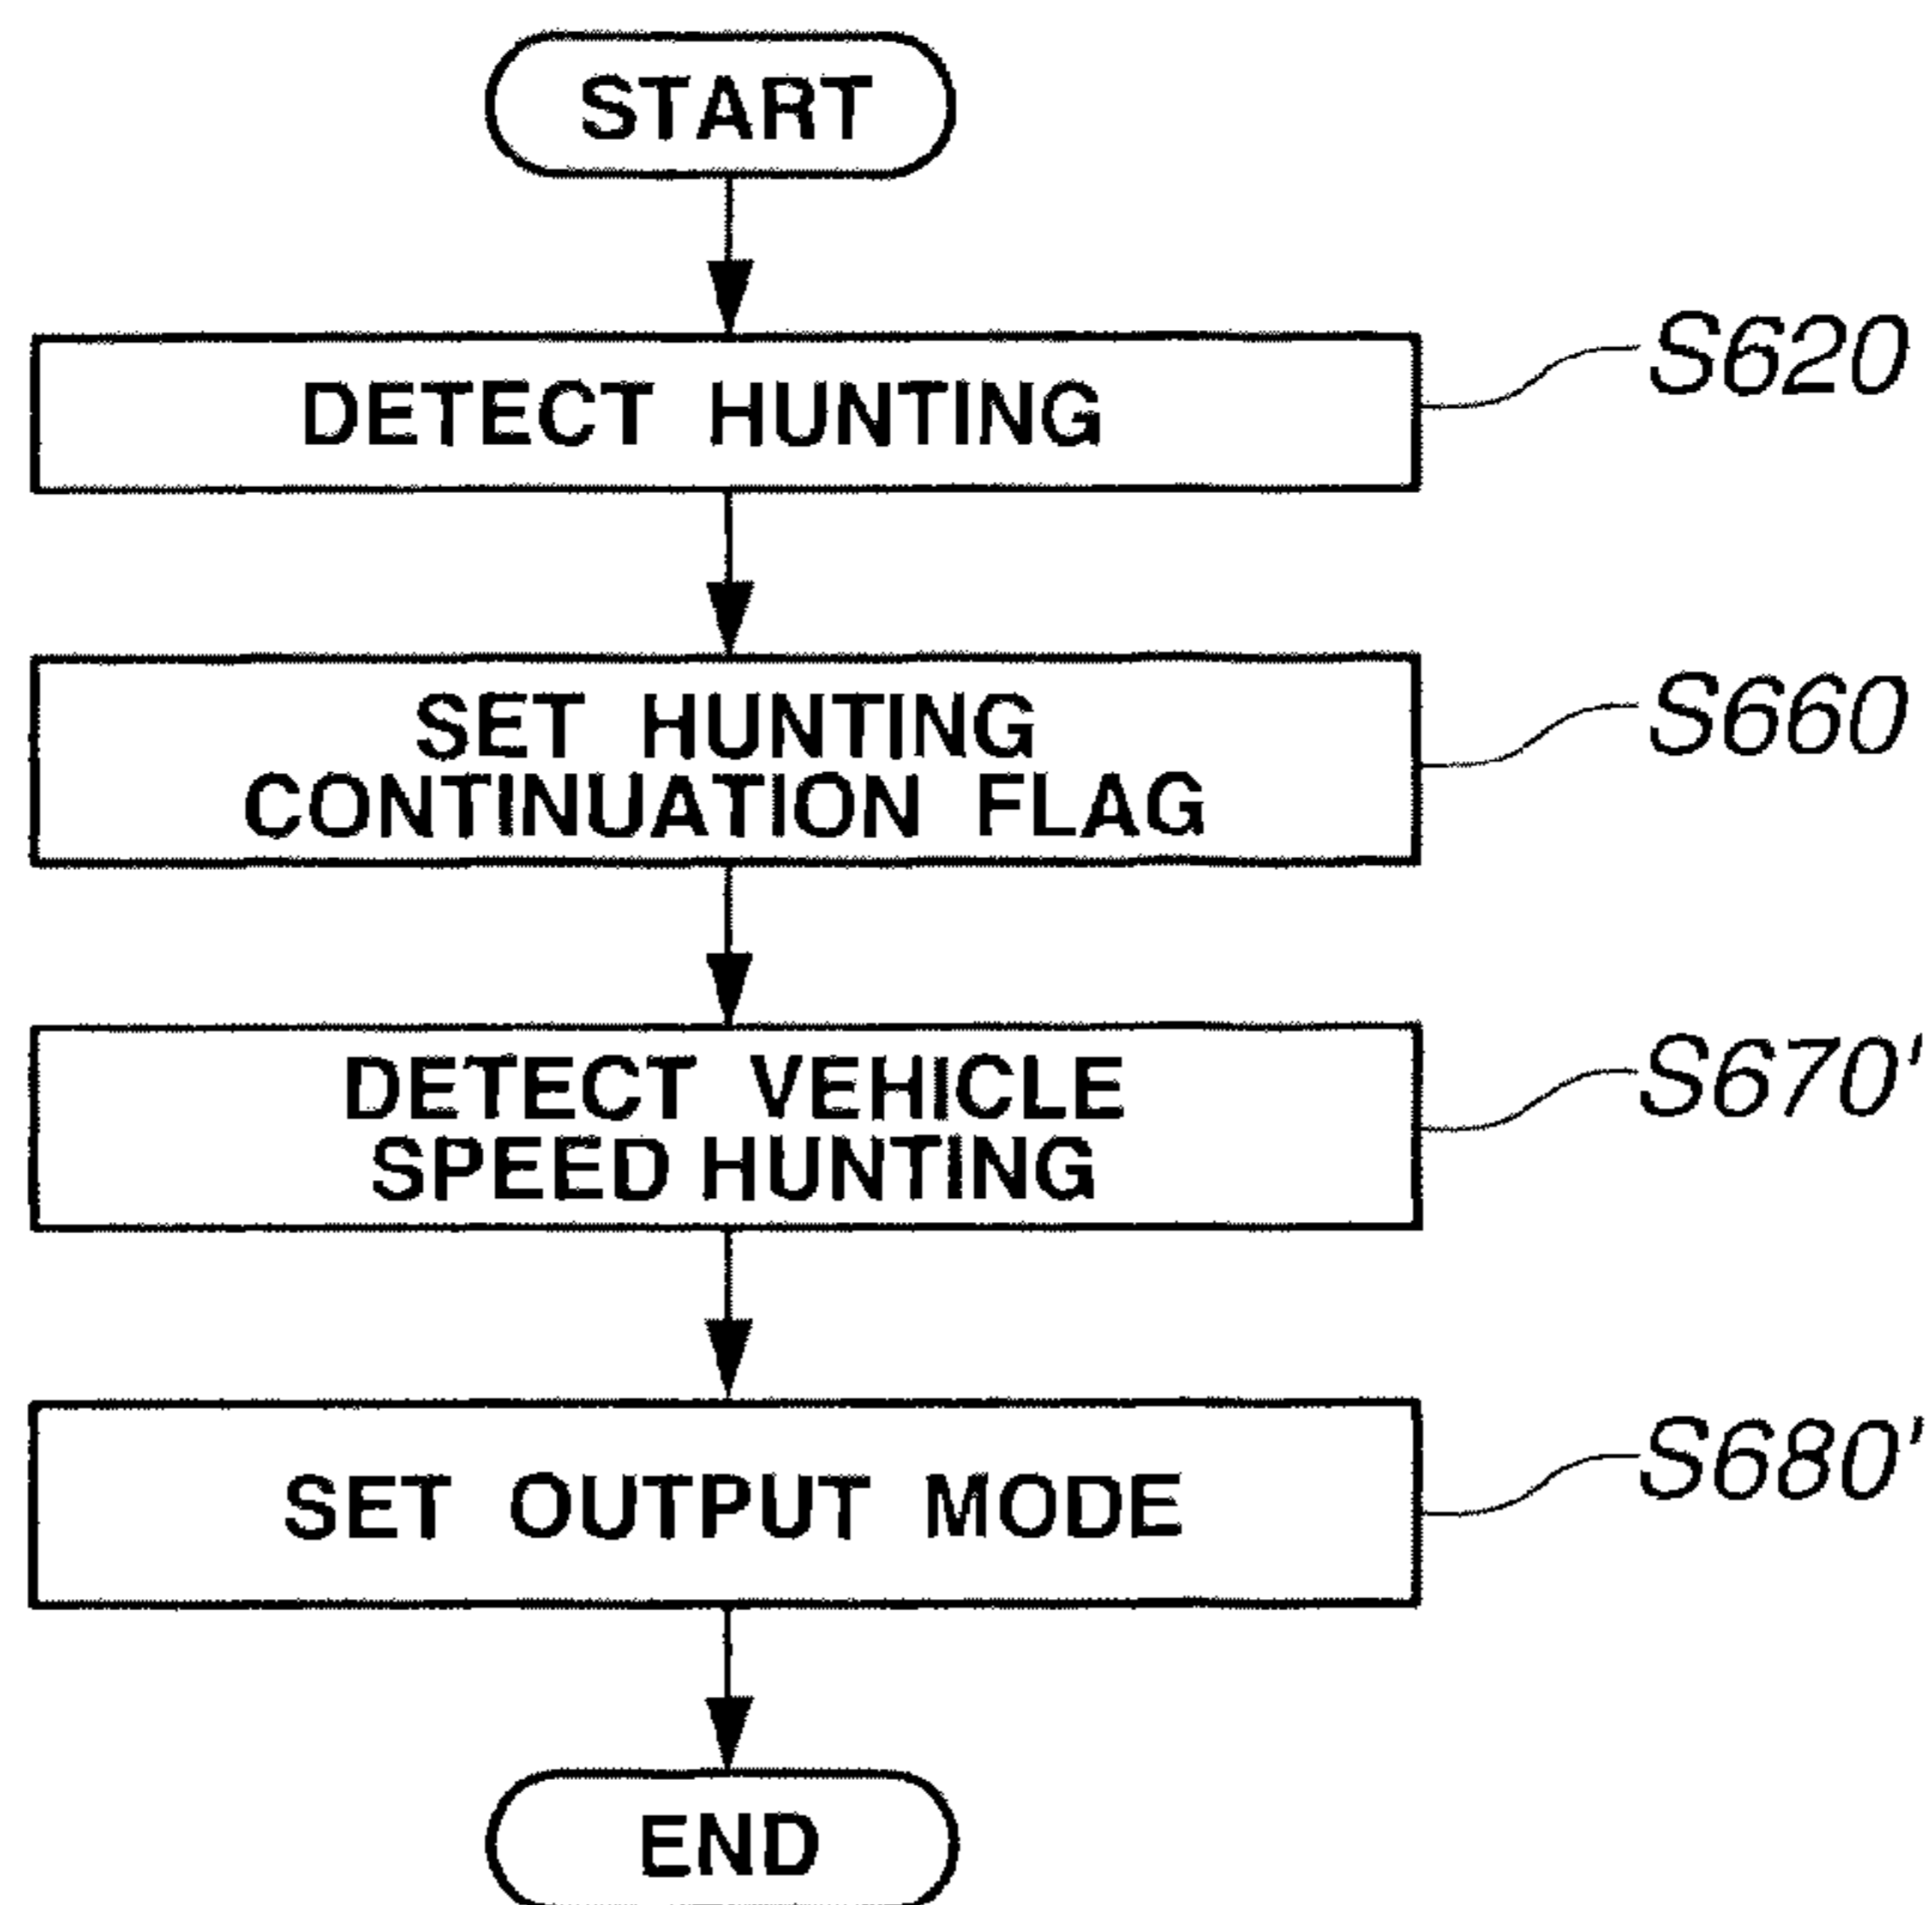 START
DETECT HUNTING
S620
SET HUNTING
CONTINUATION FLAG
S660
DETECT VEHICLE
SPEED HUNTING
S670'
SET OUTPUT MODE
S680'
END